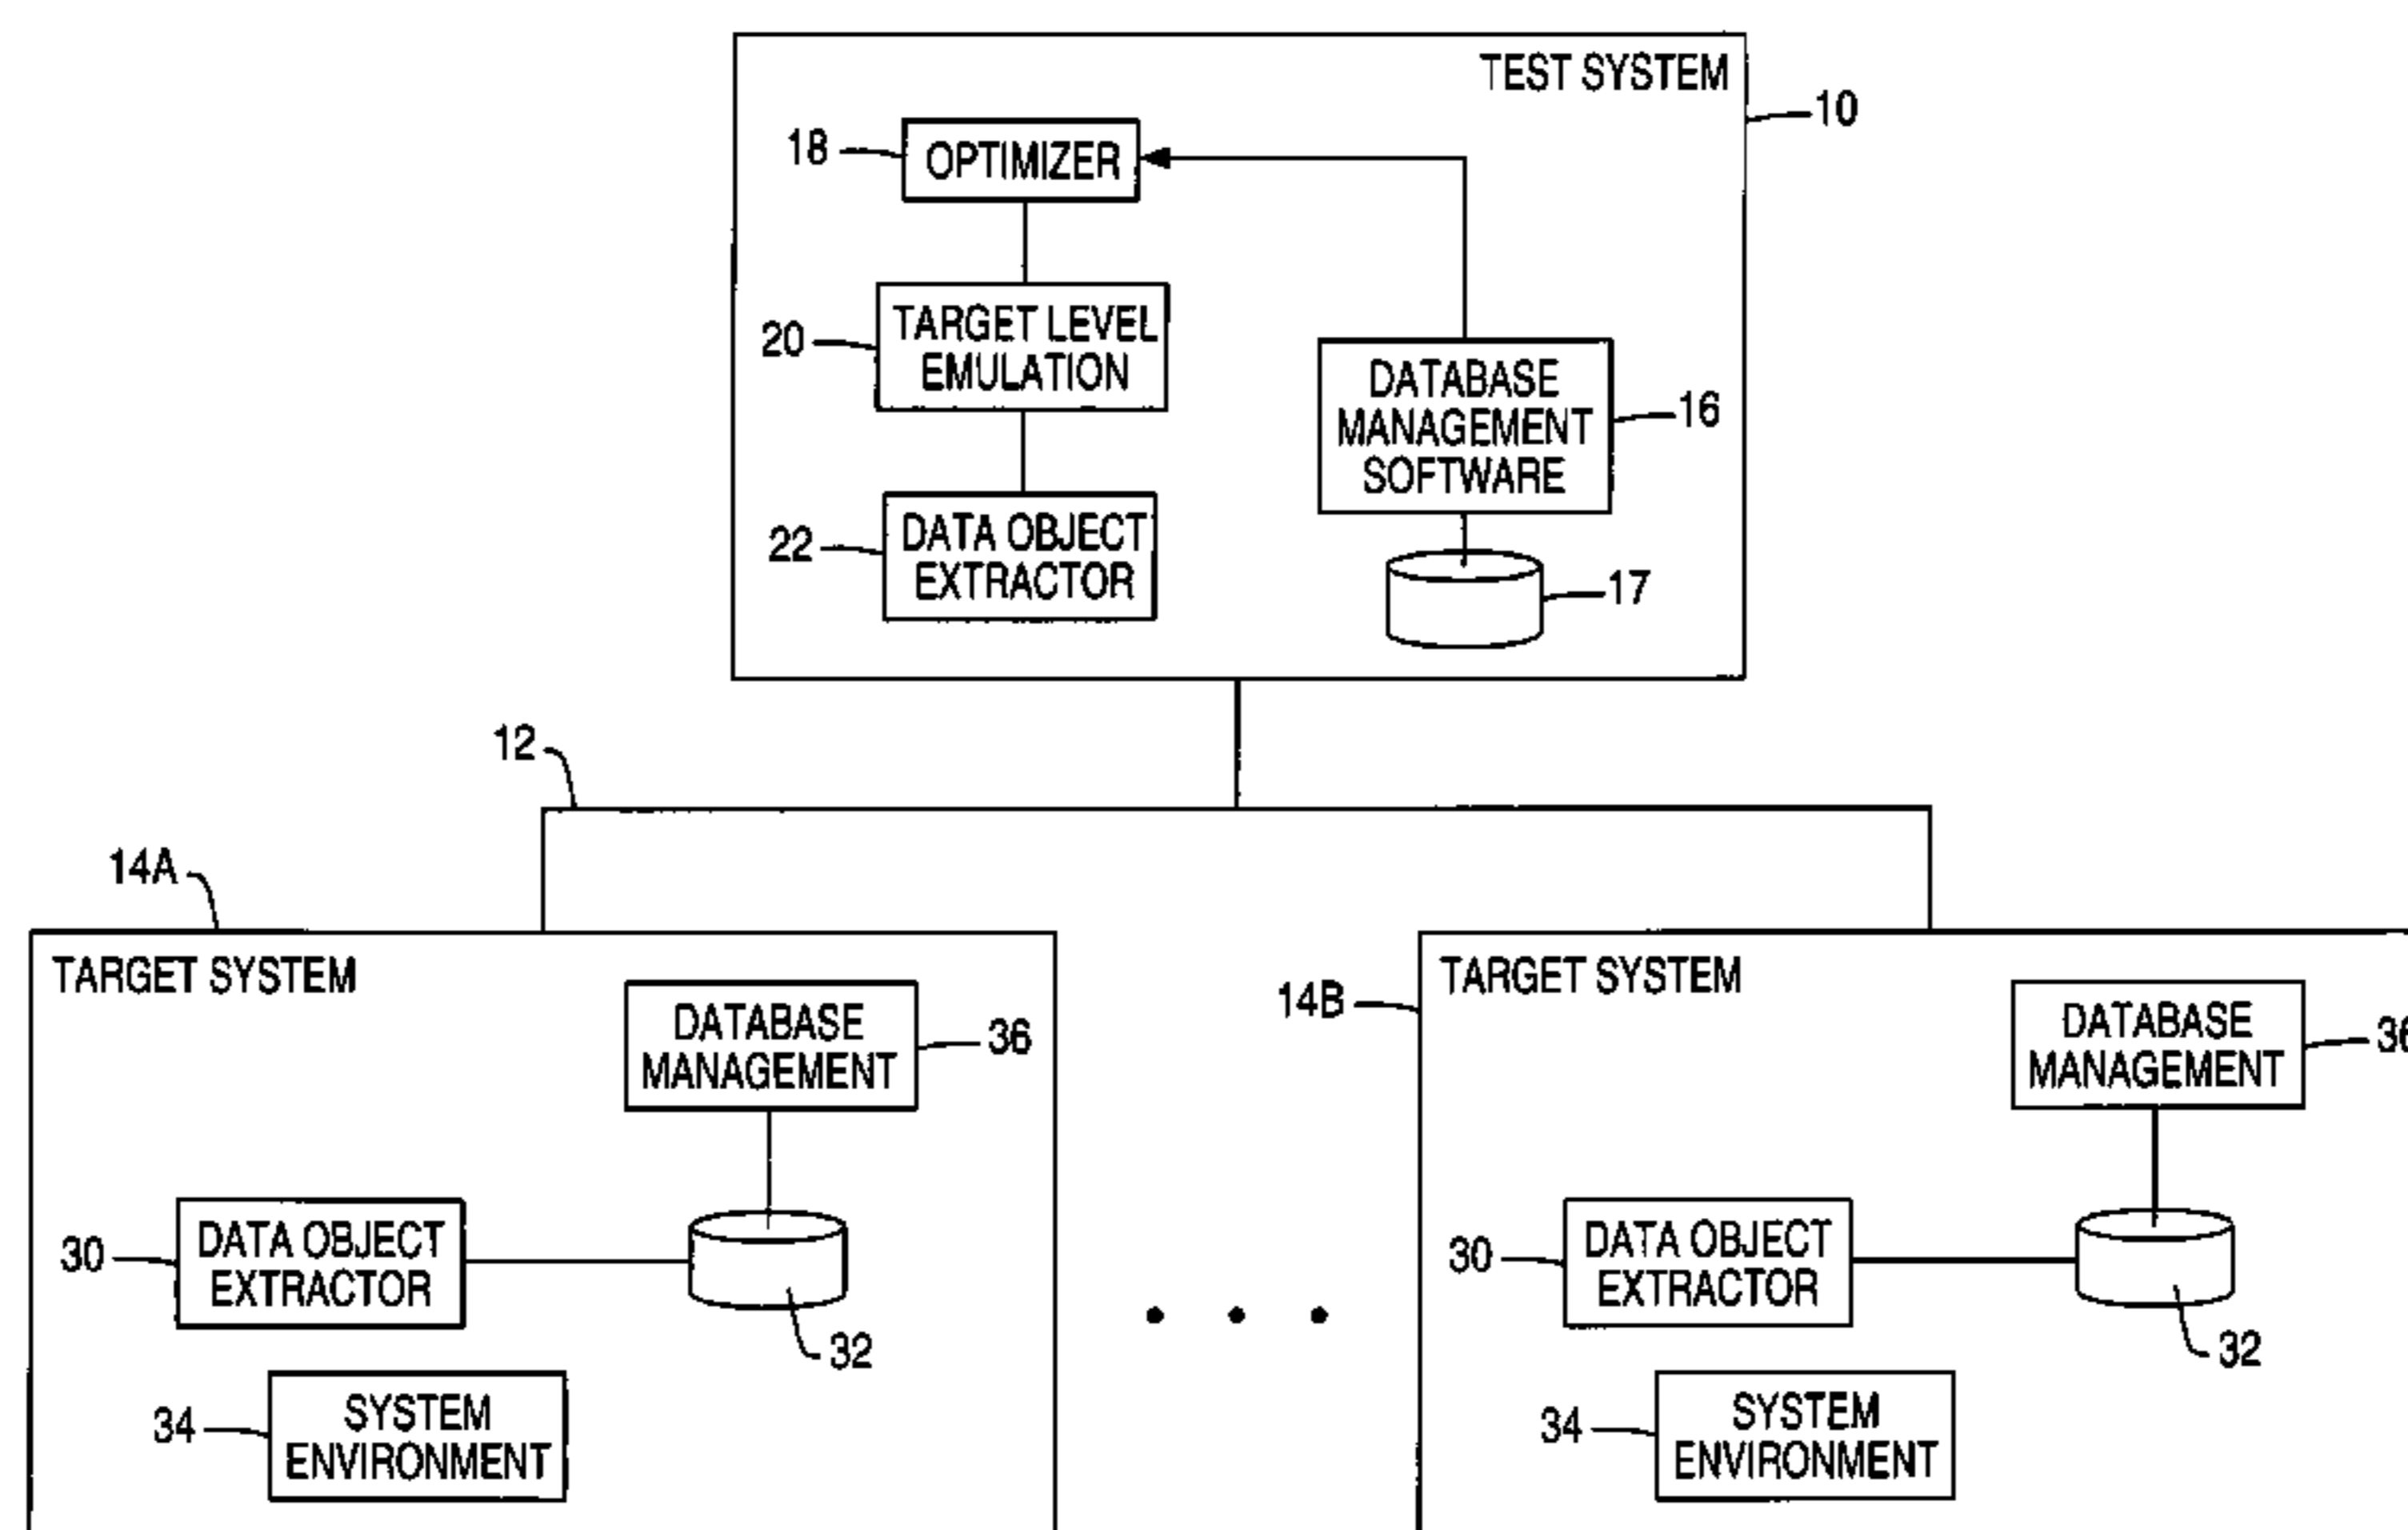 TEST SYSTEM
10
18
OPTIMIZER
20
TARGET LEVEL
EMULATION
DATABASE
MANAGEMENT
SOFTWARE
16
22
DATA OBJECT
EXTRACTOR
17
12
14A
TARGET SYSTEM
DATABASE
MANAGEMENT
36
30
DATA OBJECT
EXTRACTOR
32
34
SYSTEM
ENVIRONMENT
14B
TARGET SYSTEM
DATABASE
MANAGEMENT
36
30
DATA OBJECT
EXTRACTOR
32
34
SYSTEM
ENVIRONMENT